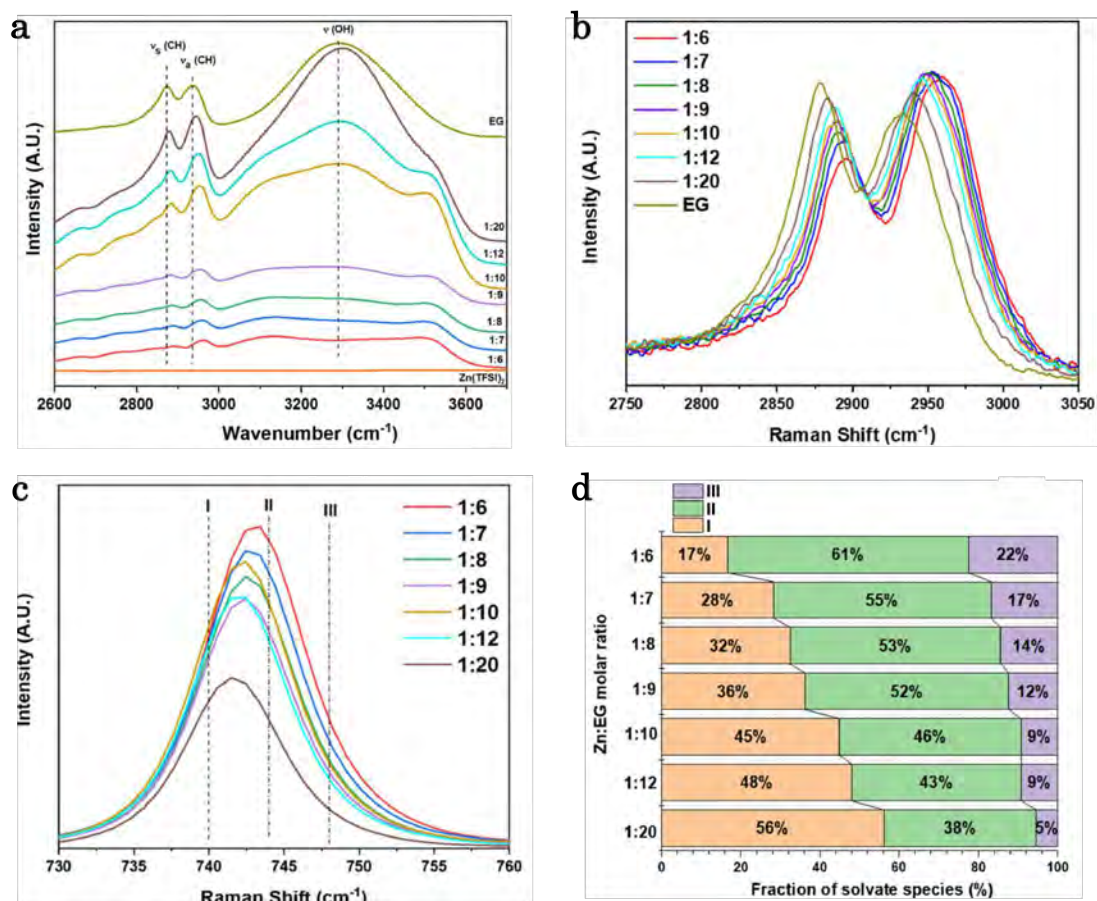 a
ν (OH)
νs (CH)
νa (CH)
EG
1:20
1:12
1:10
1:9
1:8
1:7
1:6
Zn(TFSI)2
Intensity (A.U.)
2600 2800 3000 3200 3400 3600
Wavenumber (cm-1)
b
1:6
1:7
1:8
1:9
1:10
1:12
1:20
EG
Intensity (A.U.)
2750 2800 2850 2900 2950 3000 3050
Raman Shift (cm-1)
c
I II III
1:6
1:7
1:8
1:9
1:10
1:12
1:20
Intensity (A.U.)
730 735 740 745 750 755 760
Raman Shift (cm-1)
d
III
II
I
1:6 17% 61% 22%
1:7 28% 55% 17%
1:8 32% 53% 14%
1:9 36% 52% 12%
1:10 45% 46% 9%
1:12 48% 43% 9%
1:20 56% 38% 5%
Zn:EG molar ratio
0 20 40 60 80 100
Fraction of solvate species (%)